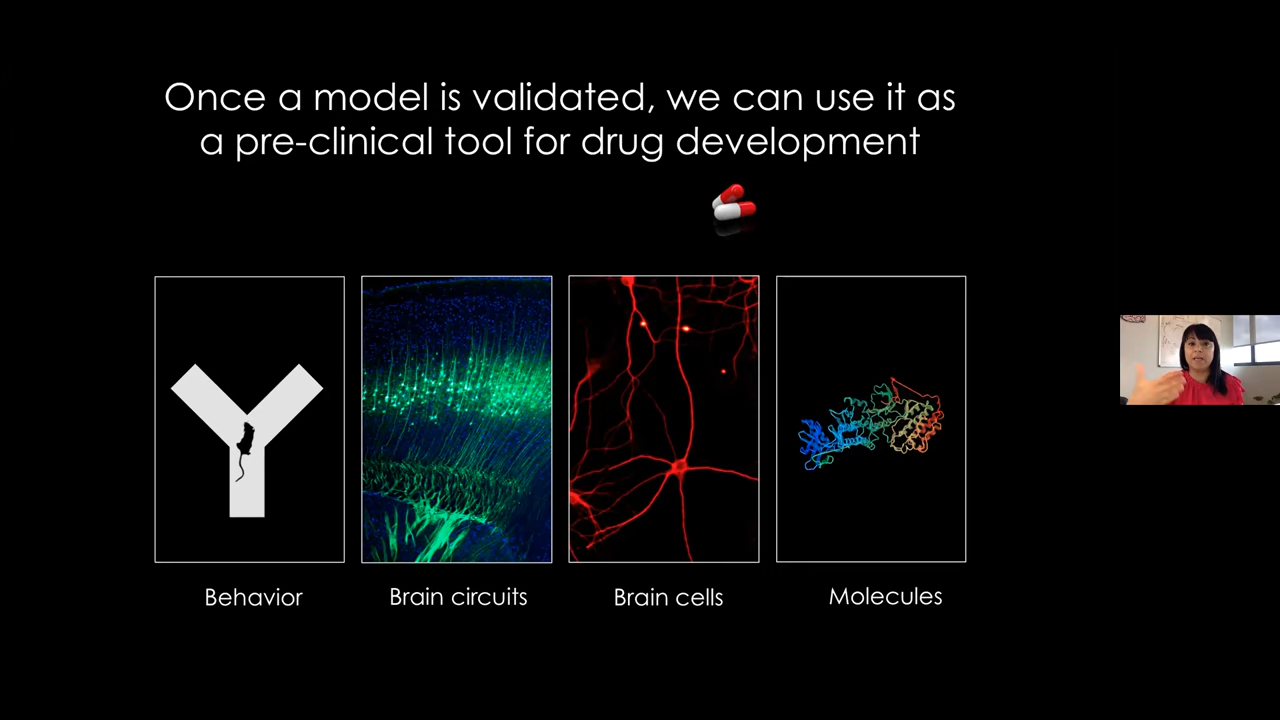 Once a model is validated, we can use it as
a pre-clinical tool for drug development
Behavior
Brain circuits
Brain cells
Molecules